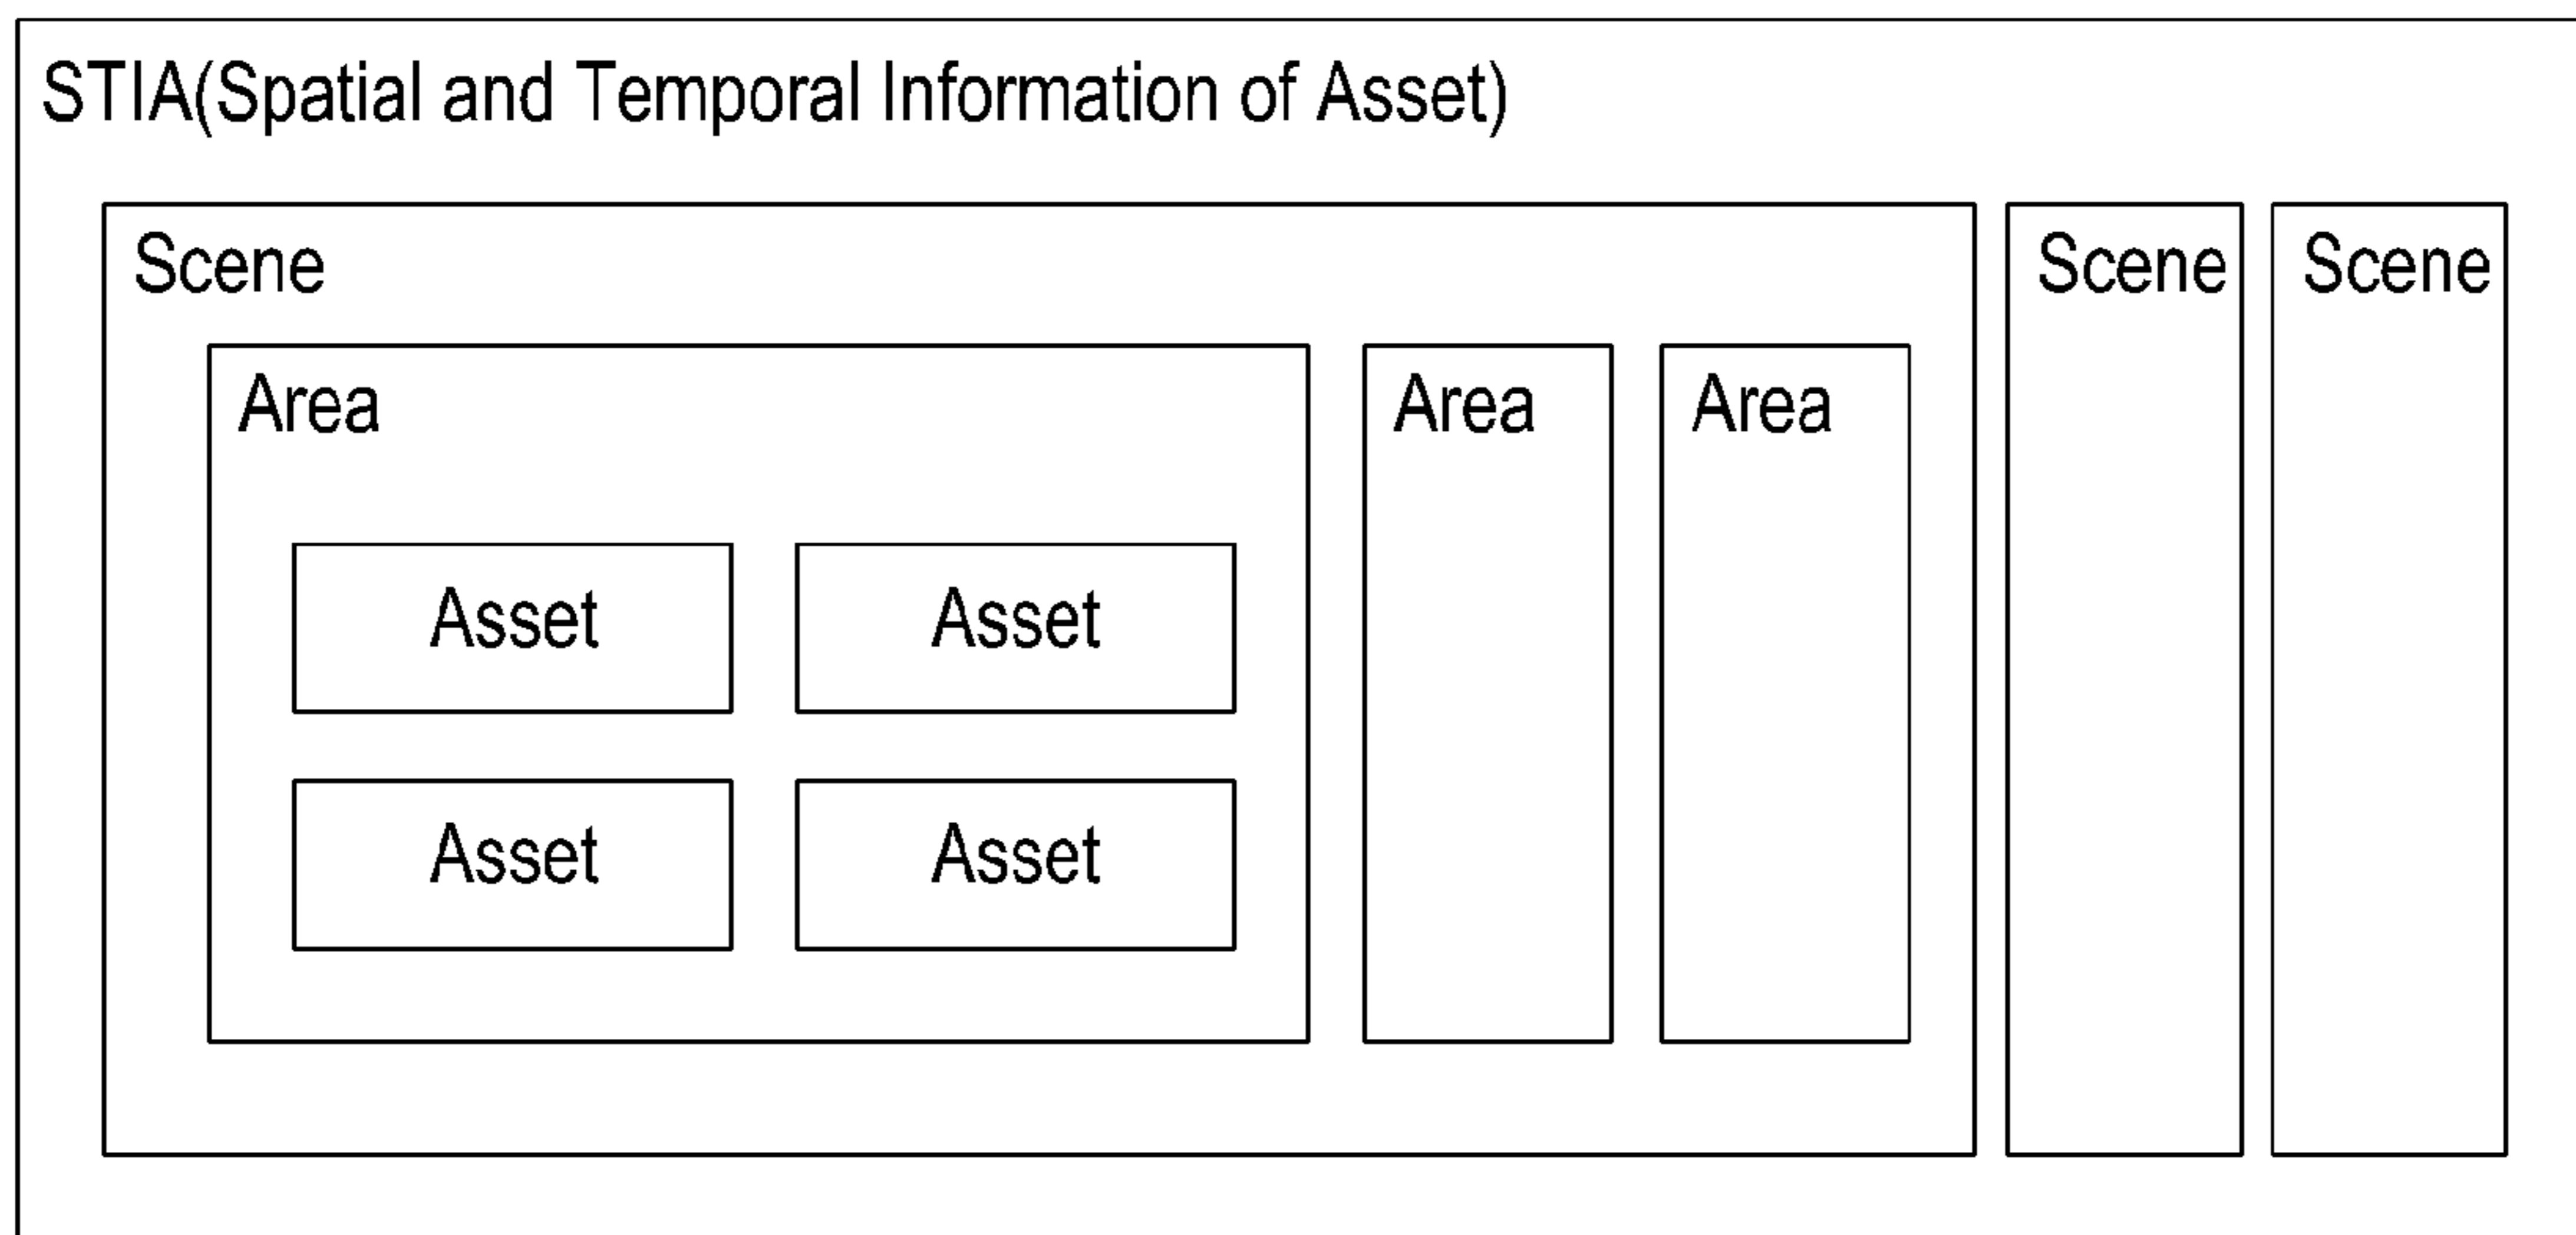 STIA(Spatial and Temporal Information of Asset)
Scene
Scene
Scene
Area
Area
Area
Asset
Asset
Asset
Asset